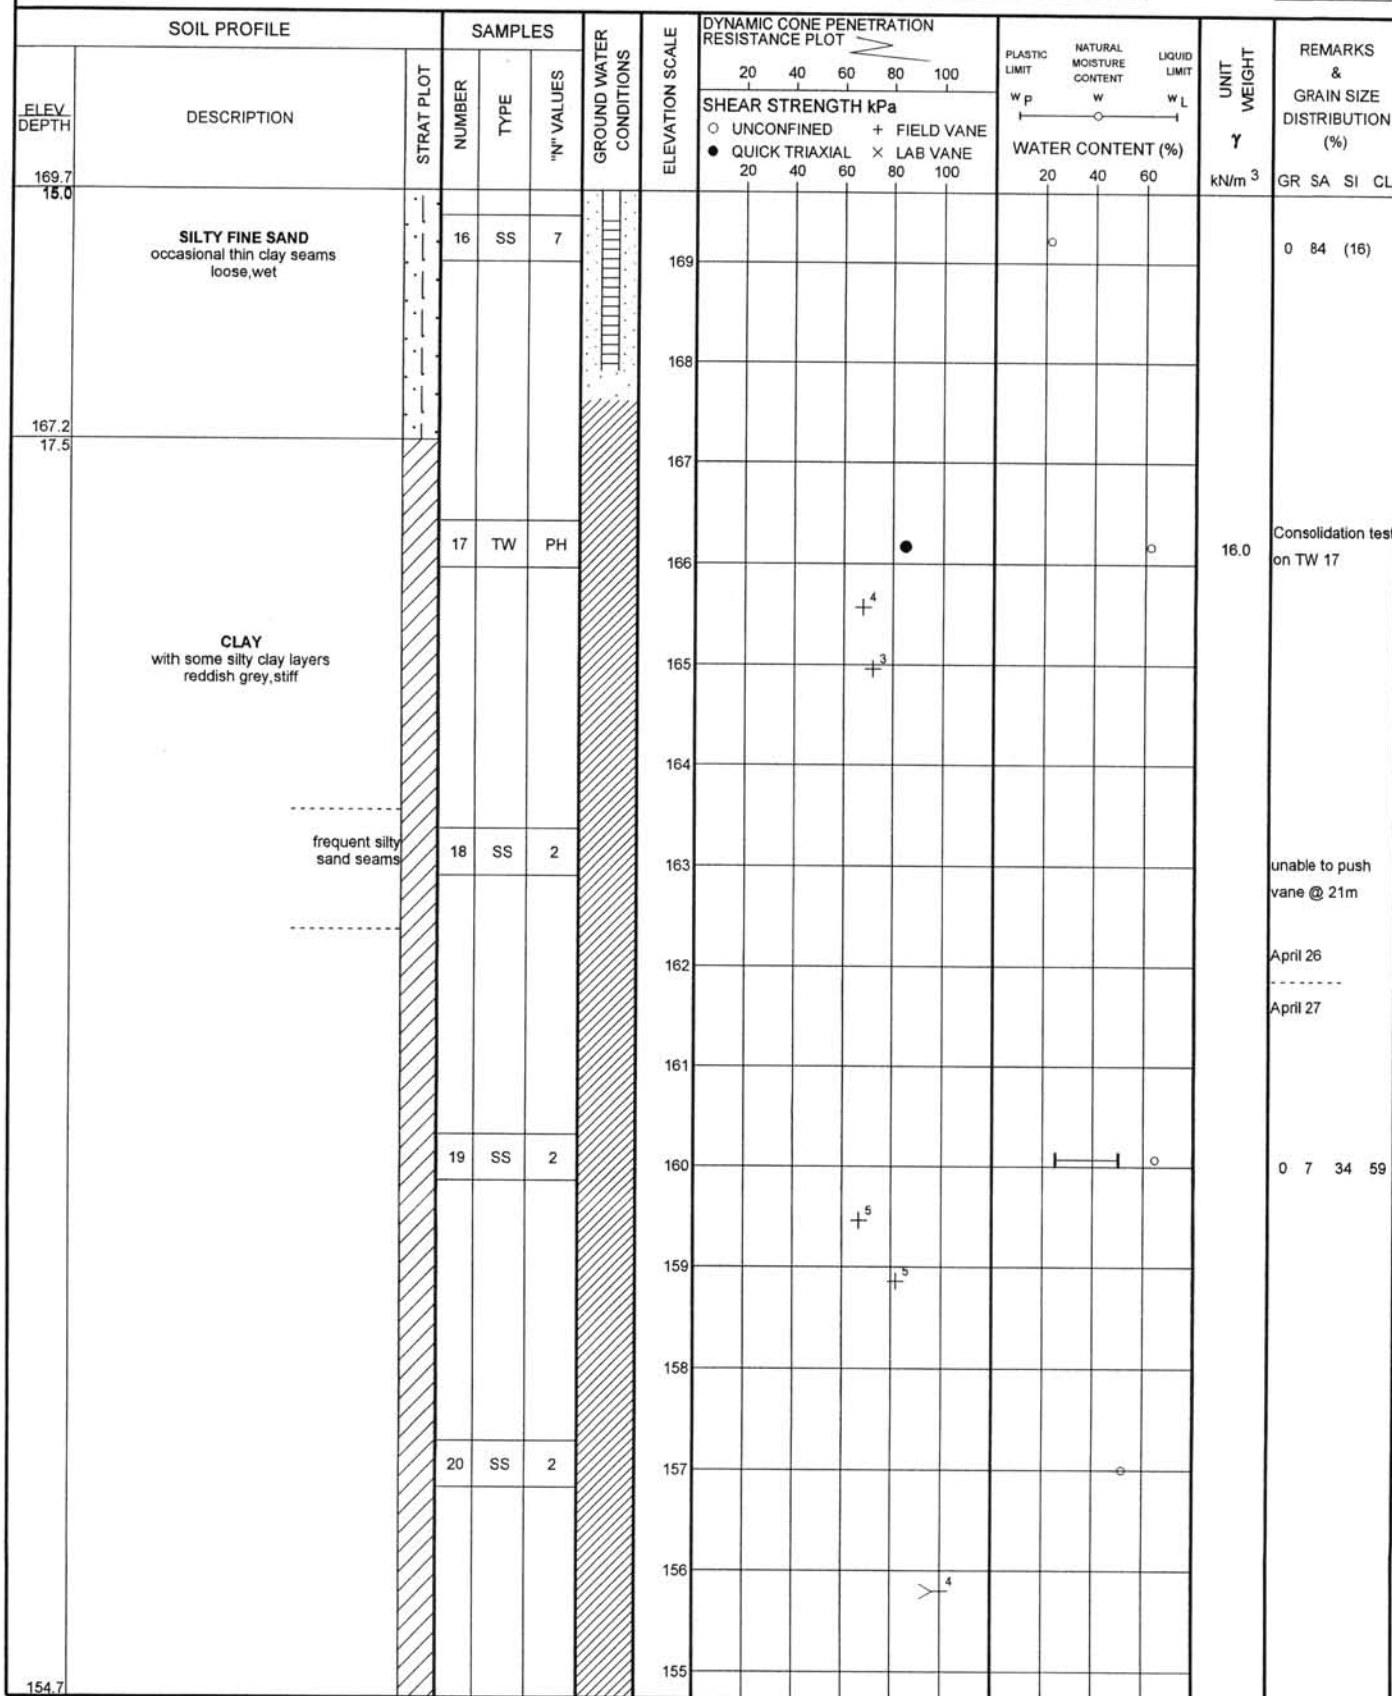 SOIL PROFILE
SAMPLES
GROUND WATER CONDITIONS
ELEVATION SCALE
DYNAMIC CONE PENETRATION
RESISTANCE PLOT
20 40 60 80 100
SHEAR STRENGTH kPa
○ UNCONFINED + FIELD VANE
● QUICK TRIAXIAL × LAB VANE
20 40 60 80 100
PLASTIC LIMIT
NATURAL MOISTURE CONTENT
LIQUID LIMIT
w P w w L
WATER CONTENT (%)
20 40 60
UNIT WEIGHT
γ
kN/m 3
REMARKS
&
GRAIN SIZE
DISTRIBUTION
(%)
GR SA SI CL
ELEV
DEPTH
DESCRIPTION
STRAT PLOT
NUMBER
TYPE
"N" VALUES
169.7
15.0
SILTY FINE SAND
occasional thin clay seams
loose,wet
16 SS 7
0 84 (16)
169
168
167.2
17.5
167
17 TW PH
16.0
Consolidation test
on TW 17
166
4
CLAY
with some silty clay layers
reddish grey,stiff
3
165
164
frequent silty
sand seams
18 SS 2
163
unable to push
vane @ 21m
April 26
162
April 27
161
19 SS 2
160
0 7 34 59
5
159
5
158
20 SS 2
157
156
4
155
154.7